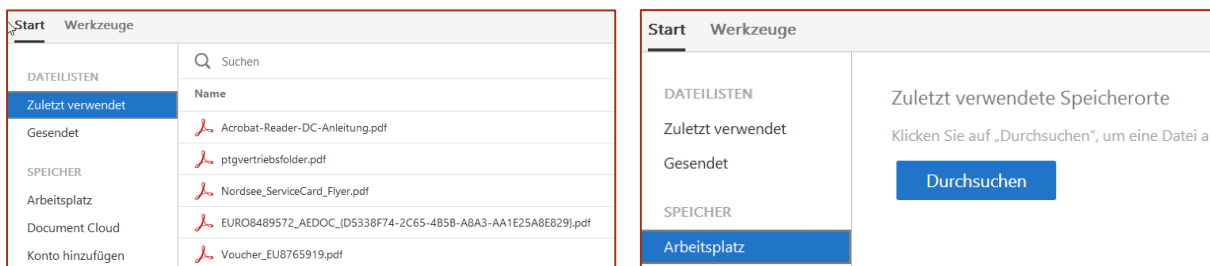 Start Werkzeuge
DATEILISTEN
Zuletzt verwendet
Gesendet
SPEICHER
Arbeitsplatz
Document Cloud
Konto hinzufügen
Suchen
Name
Acrobat-Reader-DC-Anleitung.pdf
ptgvertriebsfolder.pdf
Nordsee_ServiceCard_Flyer.pdf
EURO8489572_AEDOC_(D5338F74-2C65-4B5B-A8A3-AA1E25A8E829).pdf
Voucher_EU8765919.pdf
Start Werkzeuge
DATEILISTEN
Zuletzt verwendet
Gesendet
SPEICHER
Arbeitsplatz
Zuletzt verwendete Speicherorte
Klicken Sie auf „Durchsuchen", um eine Datei a
Durchsuchen